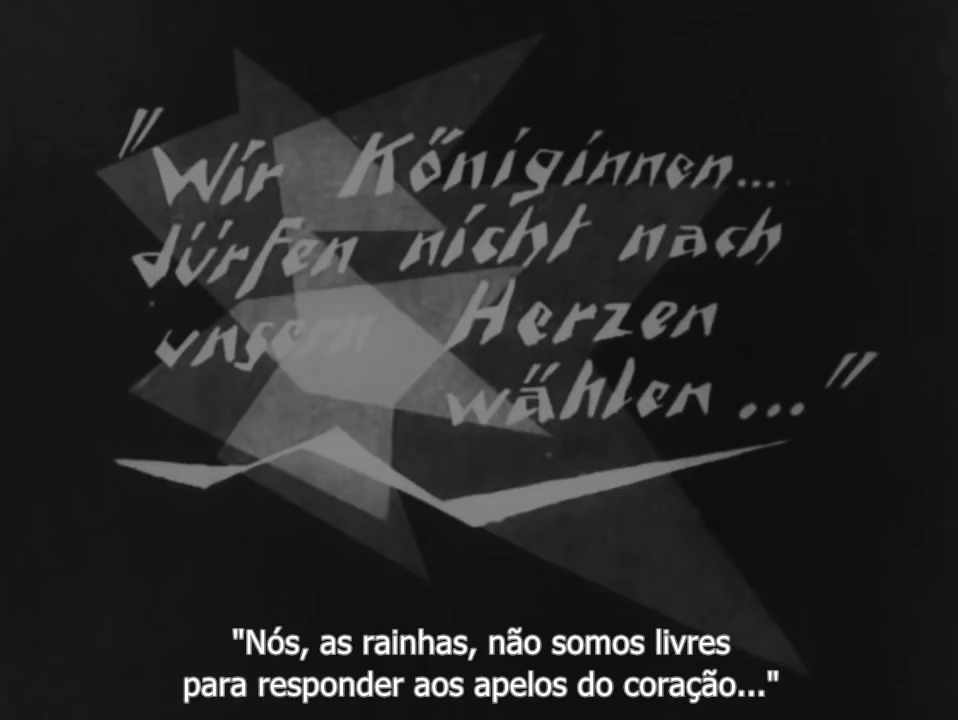 "Wir Königinnen...
dürfen nicht nach
unsern Herzen
wählen..."
"Nós, as rainhas, não somos livres
para responder aos apelos do coração..."